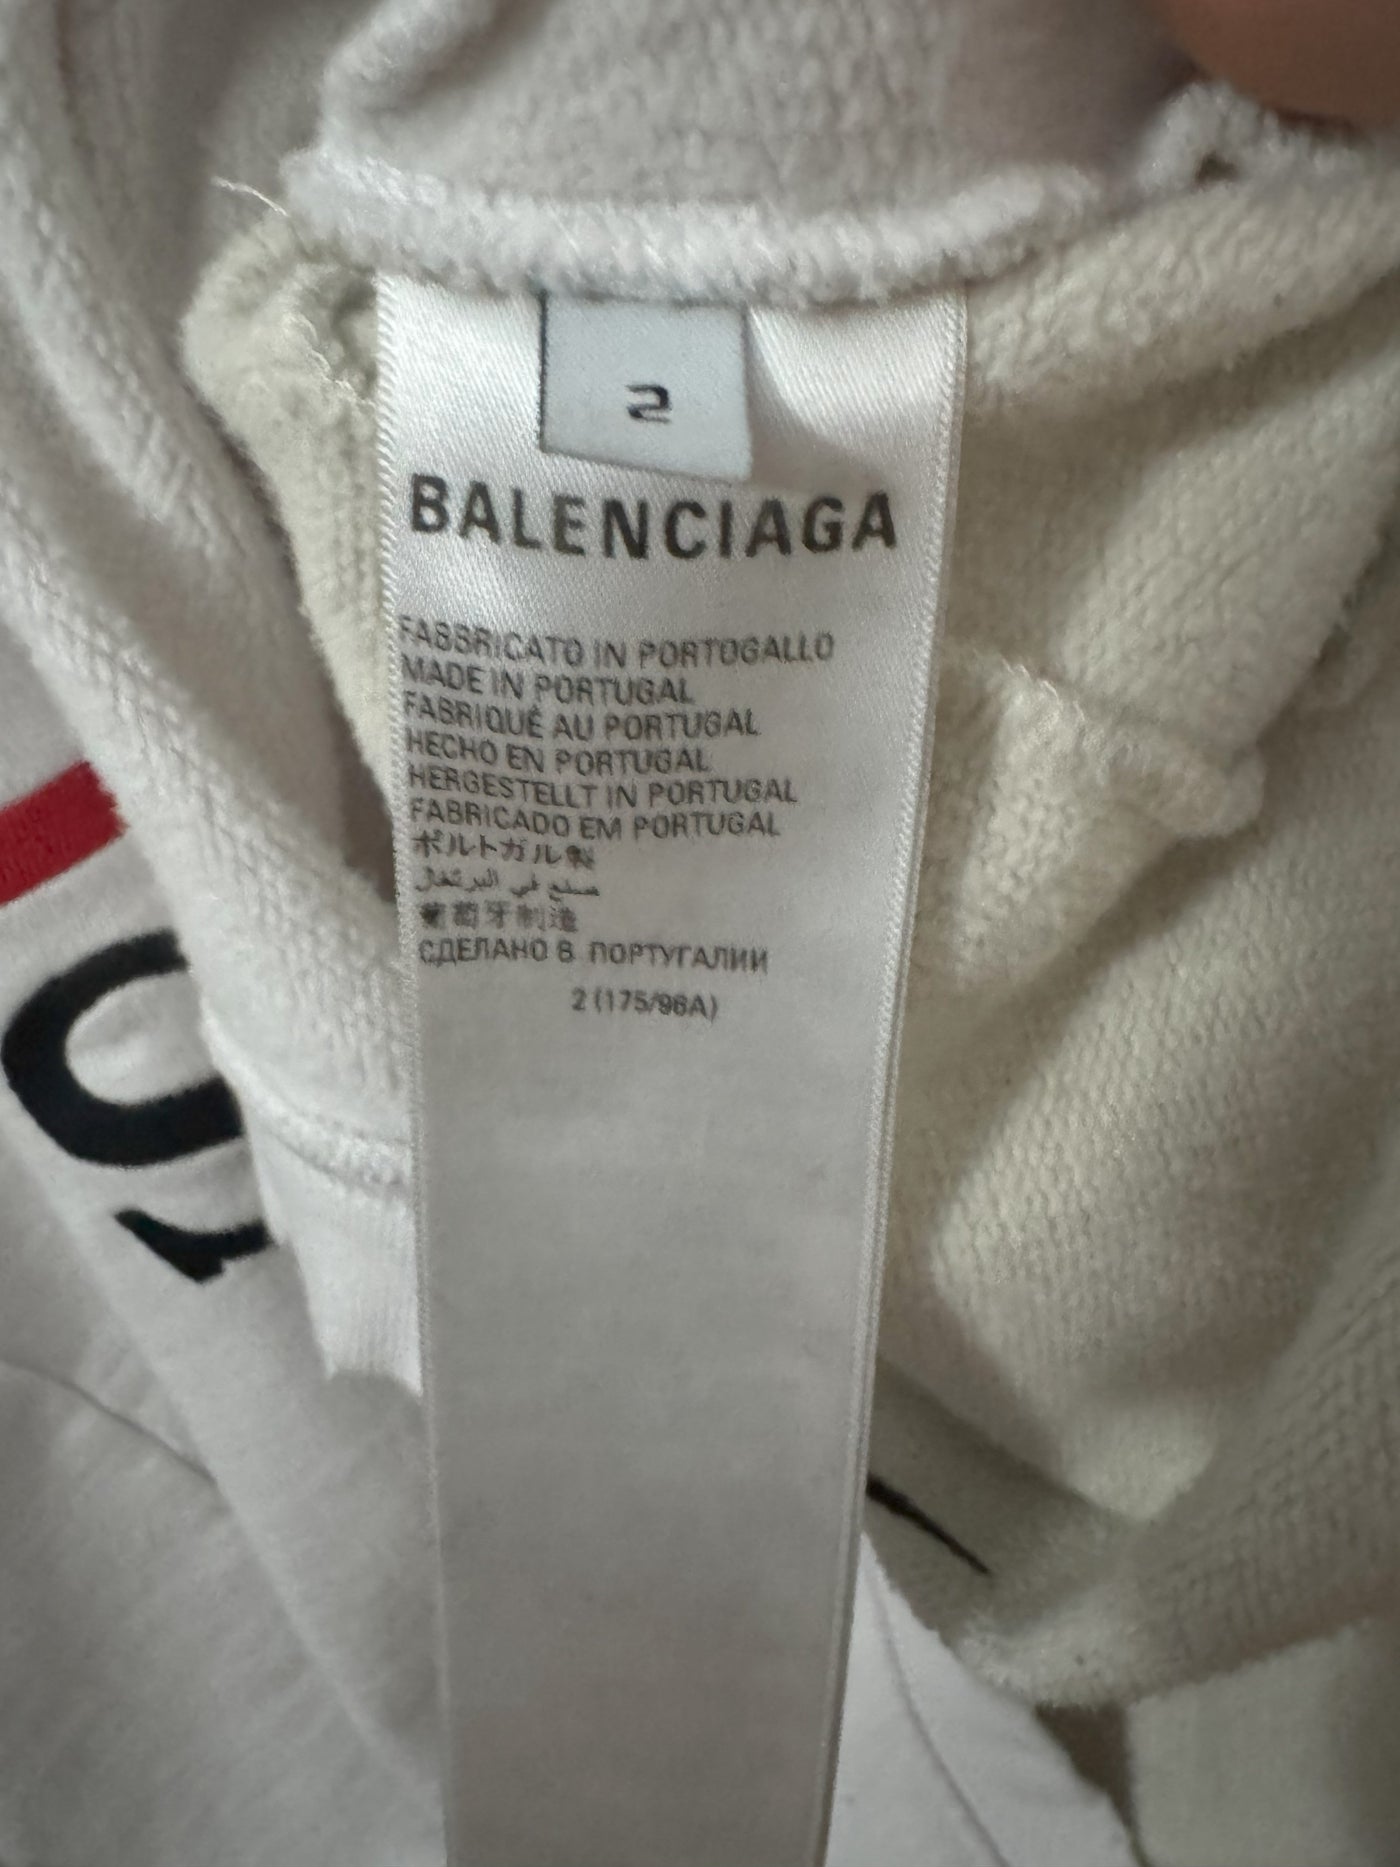 2
BALENCIAGA
FABBRICATO IN PORTOGALLO
MADE IN PORTUGAL
FABRIQUÉ AU PORTUGAL
HECHO EN PORTUGAL
HERGESTELLT IN PORTUGAL
FABRICADO EM PORTUGAL
ポルトガル製
صنع في البرتغال
葡萄牙制造
СДЕЛАНО В ПОРТУГАЛИИ
2 (175/96A)